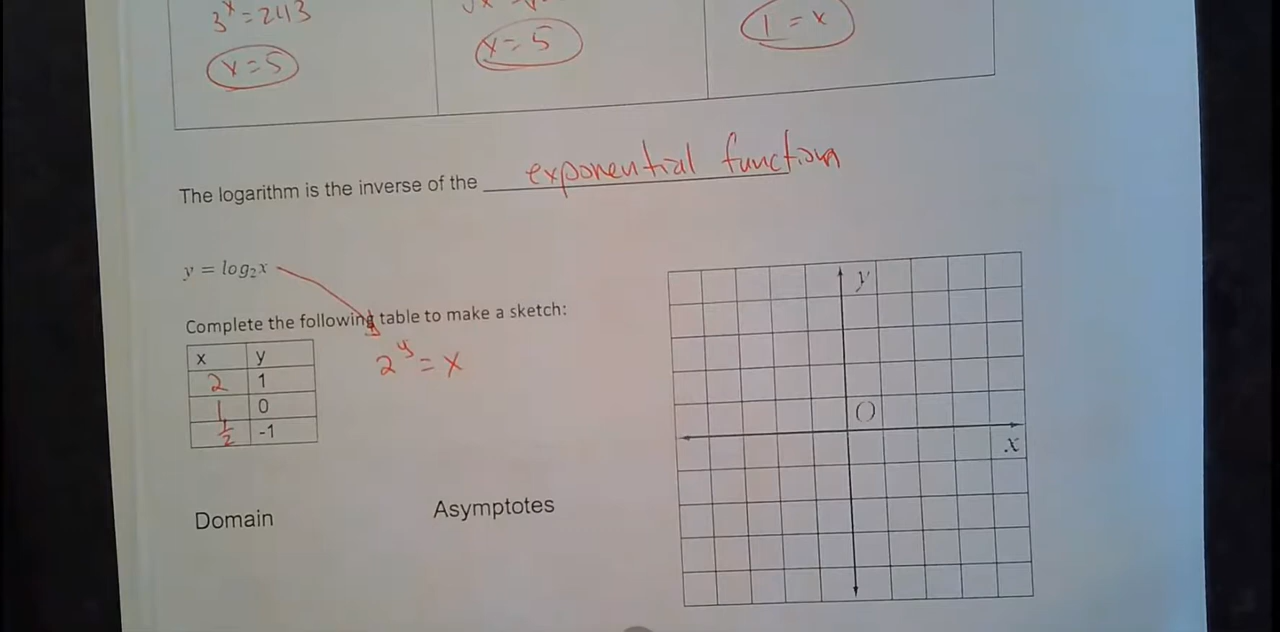 3ˣ = 243
x = 5
x = 5
1 = x
The logarithm is the inverse of the exponential function
y = log₂x
Complete the following table to make a sketch:
2ʸ = x
x y
2 1
1 0
1/2 -1
Domain
Asymptotes
y
O
x